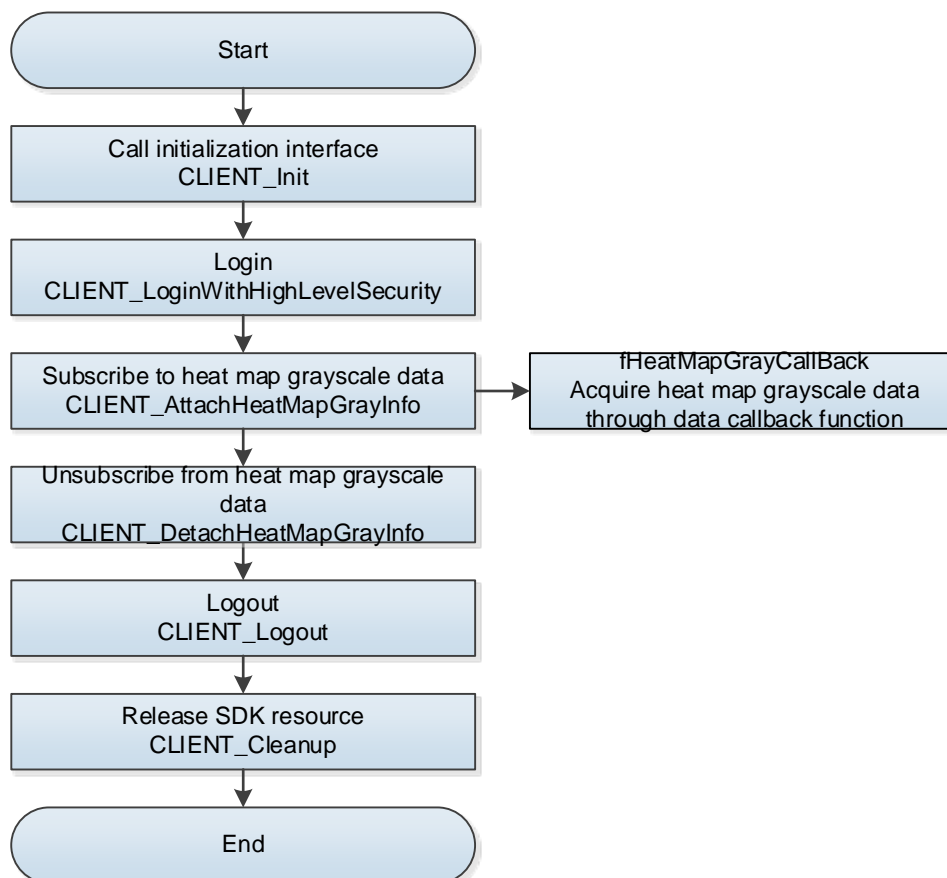 Start
Call initialization interface
CLIENT_Init
Login
CLIENT_LoginWithHighLevelSecurity
Subscribe to heat map grayscale data
CLIENT_AttachHeatMapGrayInfo
fHeatMapGrayCallBack
Acquire heat map grayscale data
through data callback function
Unsubscribe from heat map grayscale
data
CLIENT_DetachHeatMapGrayInfo
Logout
CLIENT_Logout
Release SDK resource
CLIENT_Cleanup
End